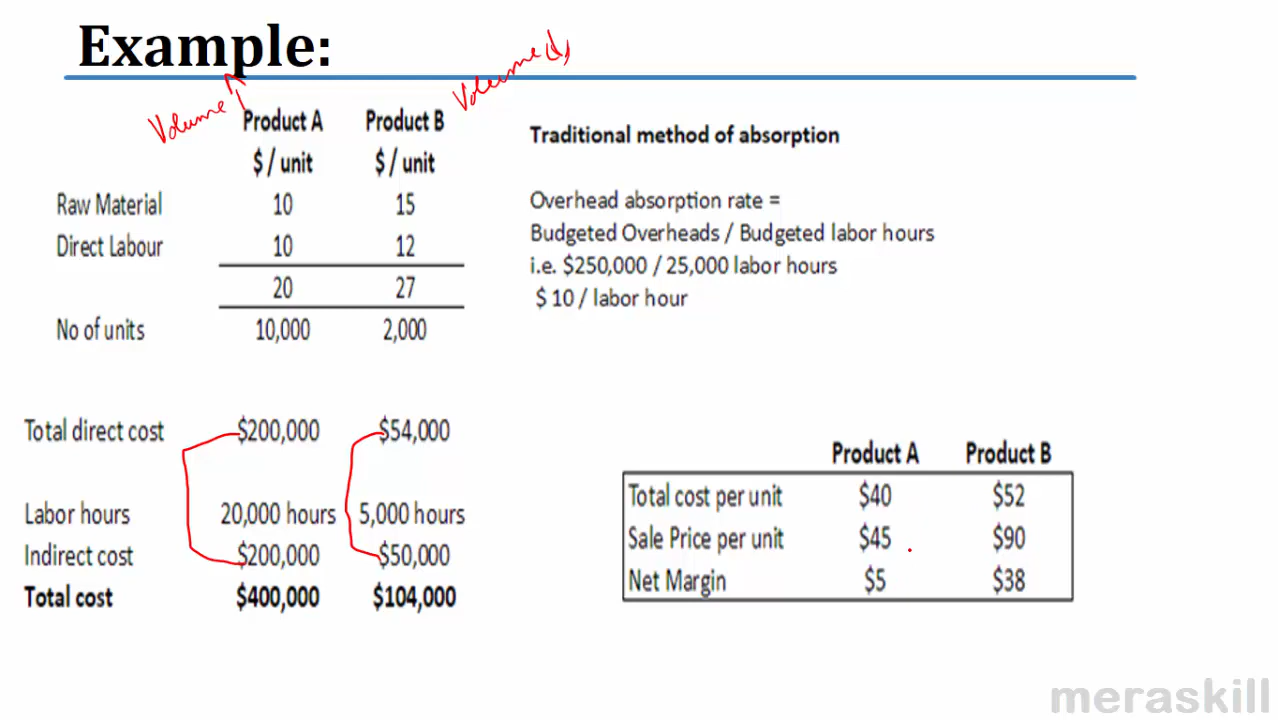 Example:
Volume ↑
Volume (↓)
Product A Product B
$ / unit $ / unit
Raw Material 10 15
Direct Labour 10 12
20 27
No of units 10,000 2,000
Traditional method of absorption
Overhead absorption rate =
Budgeted Overheads / Budgeted labor hours
i.e. $250,000 / 25,000 labor hours
$ 10 / labor hour
Total direct cost $200,000 $54,000
Labor hours 20,000 hours 5,000 hours
Indirect cost $200,000 $50,000
Total cost $400,000 $104,000
Product A Product B
Total cost per unit $40 $52
Sale Price per unit $45 $90
Net Margin $5 $38
meraskill